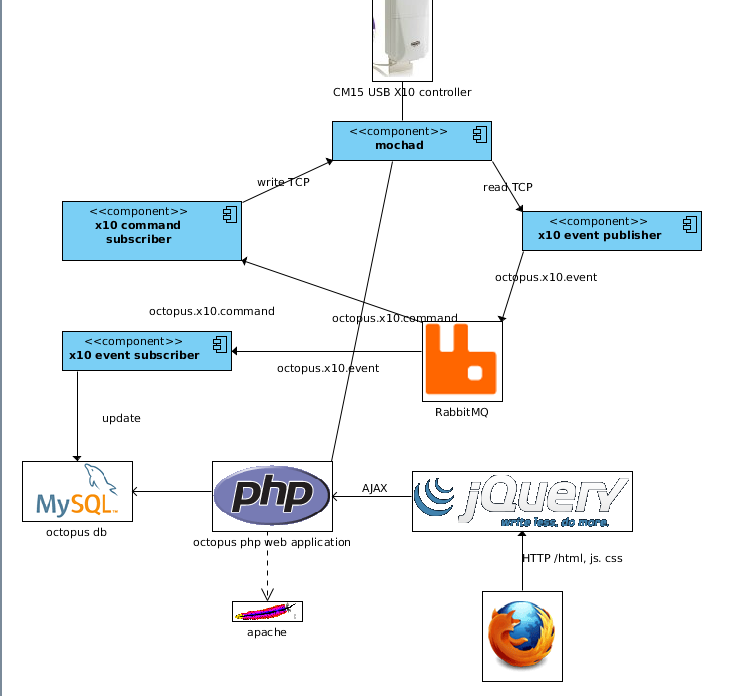 CM15 USB X10 controller
<<component>>
mochad
write TCP
read TCP
<<component>>
x10 command
subscriber
<<component>>
x10 event publisher
octopus.x10.event
octopus.x10.command
octopus.x10.command
<<component>>
x10 event subscriber
octopus.x10.event
RabbitMQ
update
MySQL
TM
octopus db
php
octopus php web application
AJAX
jQuery
write less. do more.
HTTP /html, js. css
apache